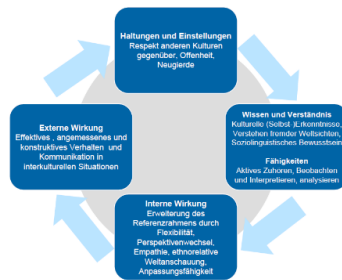 Haltungen und Einstellungen
Respekt anderen Kulturen
gegenüber, Offenheit,
Neugierde
Wissen und Verständnis
Kulturelle (Selbst-)Erkenntnisse,
Verstehen fremder Weltsichten,
Soziolinguistisches Bewusstsein
Fähigkeiten
Aktives Zuhören, Beobachten
und Interpretieren, analysieren
Interne Wirkung
Erweiterung des
Referenzrahmens durch
Flexibilität,
Perspektivenwechsel,
Empathie, ethnorelative
Weltanschauung,
Anpassungsfähigkeit
Externe Wirkung
Effektives , angemessenes und
konstruktives Verhalten und
Kommunikation in
interkulturellen Situationen